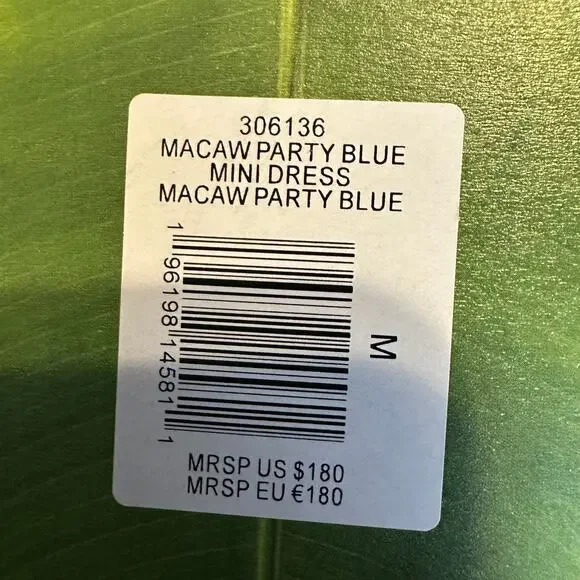 306136
MACAW PARTY BLUE
MINI DRESS
MACAW PARTY BLUE
1 96198 14581 1
M
MRSP US $180
MRSP EU €180